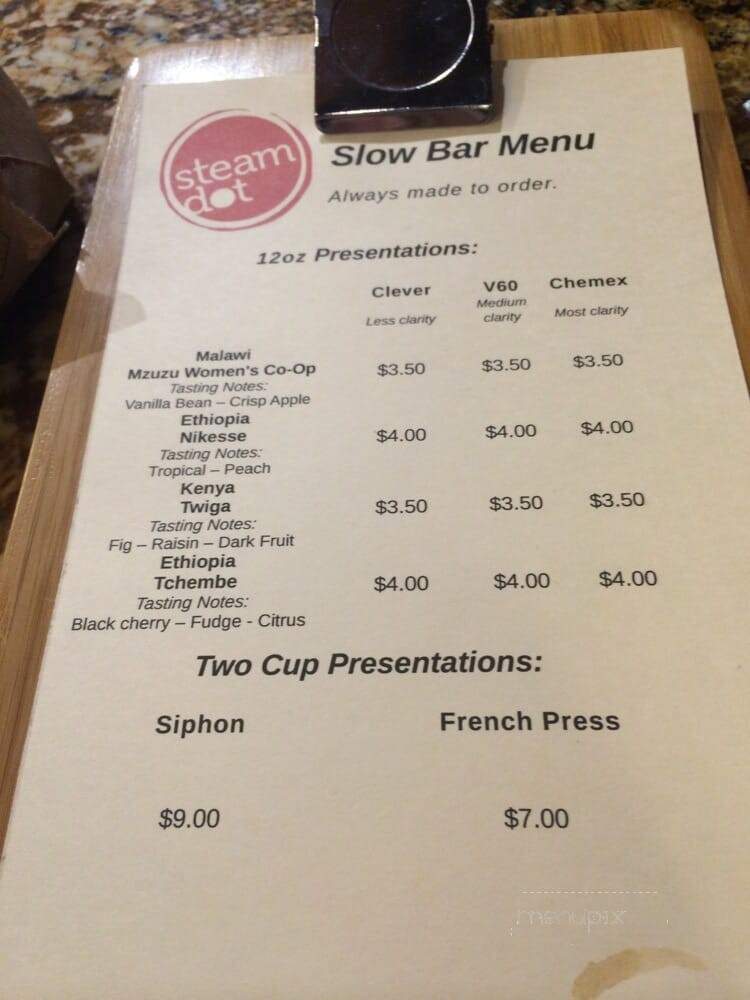 steam
dot
Slow Bar Menu
Always made to order.
12oz Presentations:
Clever V60 Chemex
Less clarity Medium clarity Most clarity
Malawi
Mzuzu Women's Co-Op $3.50 $3.50 $3.50
Tasting Notes:
Vanilla Bean – Crisp Apple
Ethiopia
Nikesse $4.00 $4.00 $4.00
Tasting Notes:
Tropical – Peach
Kenya
Twiga $3.50 $3.50 $3.50
Tasting Notes:
Fig – Raisin – Dark Fruit
Ethiopia
Tchembe $4.00 $4.00 $4.00
Tasting Notes:
Black cherry – Fudge - Citrus
Two Cup Presentations:
Siphon French Press
$9.00 $7.00
menupix